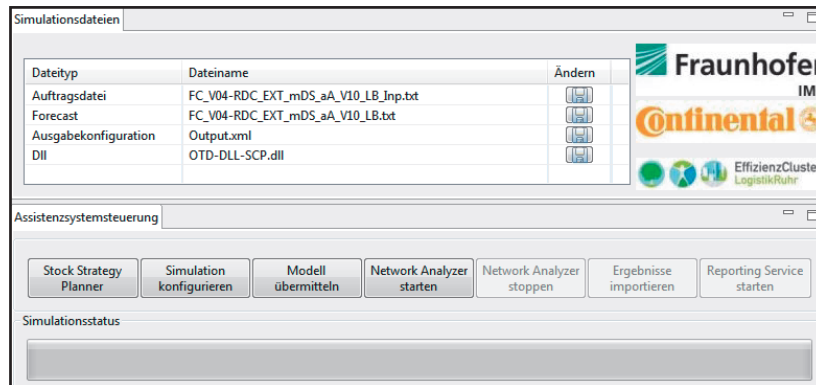 Simulationsdateien
Dateityp Dateiname Ändern
Auftragsdatei FC_V04-RDC_EXT_mDS_aA_V10_LB_Inp.txt
Forecast FC_V04-RDC_EXT_mDS_aA_V10_LB.txt
Ausgabekonfiguration Output.xml
Dll OTD-DLL-SCP.dll
Fraunhofer
IM
Continental
EffizienzCluste
LogistikRuhr
Assistenzsystemsteuerung
Stock Strategy Planner
Simulation konfigurieren
Modell übermitteln
Network Analyzer starten
Network Analyzer stoppen
Ergebnisse importieren
Reporting Service starten
Simulationsstatus